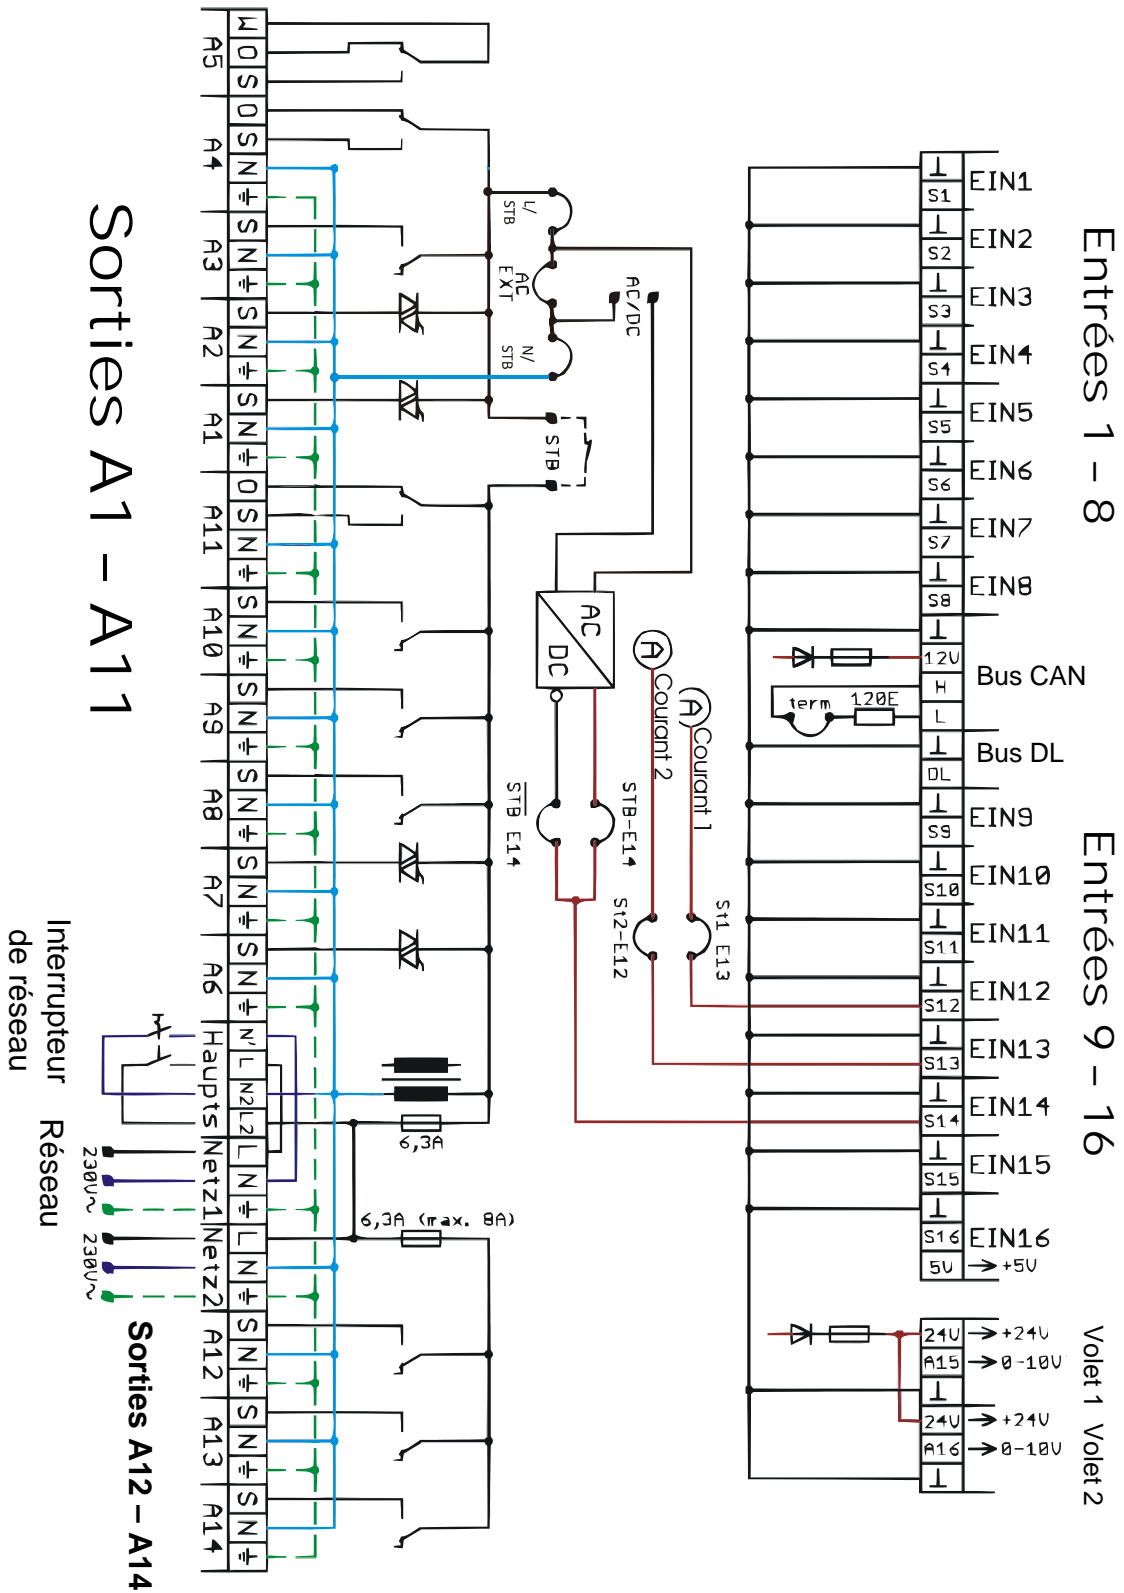 Sorties A1 - A11
A5
W
O
S
A4
O
S
N
A3
S
N
A2
S
N
A1
S
N
A11
O
S
N
A10
S
N
A9
S
N
A8
S
N
A7
S
N
A6
S
N
Interrupteur
de réseau
Haupts
N'
L
N2
L2
Réseau
Netz1
L
N
230V~
Netz2
L
N
230V~
Sorties A12 – A14
A12
S
N
A13
S
N
A14
S
N
L/
STB
AC
EXT
N/
STB
AC/DC
STB
AC
DC
STB E14
STB-E14
Courant 2
A
Courant 1
A
St2-E12
St1 E13
6,3A
6,3A (max. 8A)
Entrées 1 - 8
EIN1
S1
EIN2
S2
EIN3
S3
EIN4
S4
EIN5
S5
EIN6
S6
EIN7
S7
EIN8
S8
12V
Bus CAN
H
L
term
120E
Bus DL
DL
Entrées 9 - 16
EIN9
S9
EIN10
S10
EIN11
S11
EIN12
S12
EIN13
S13
EIN14
S14
EIN15
S15
EIN16
S16
5V
+5V
Volet 1
24V
+24V
A15
0-10V
Volet 2
24V
+24V
A16
0-10V